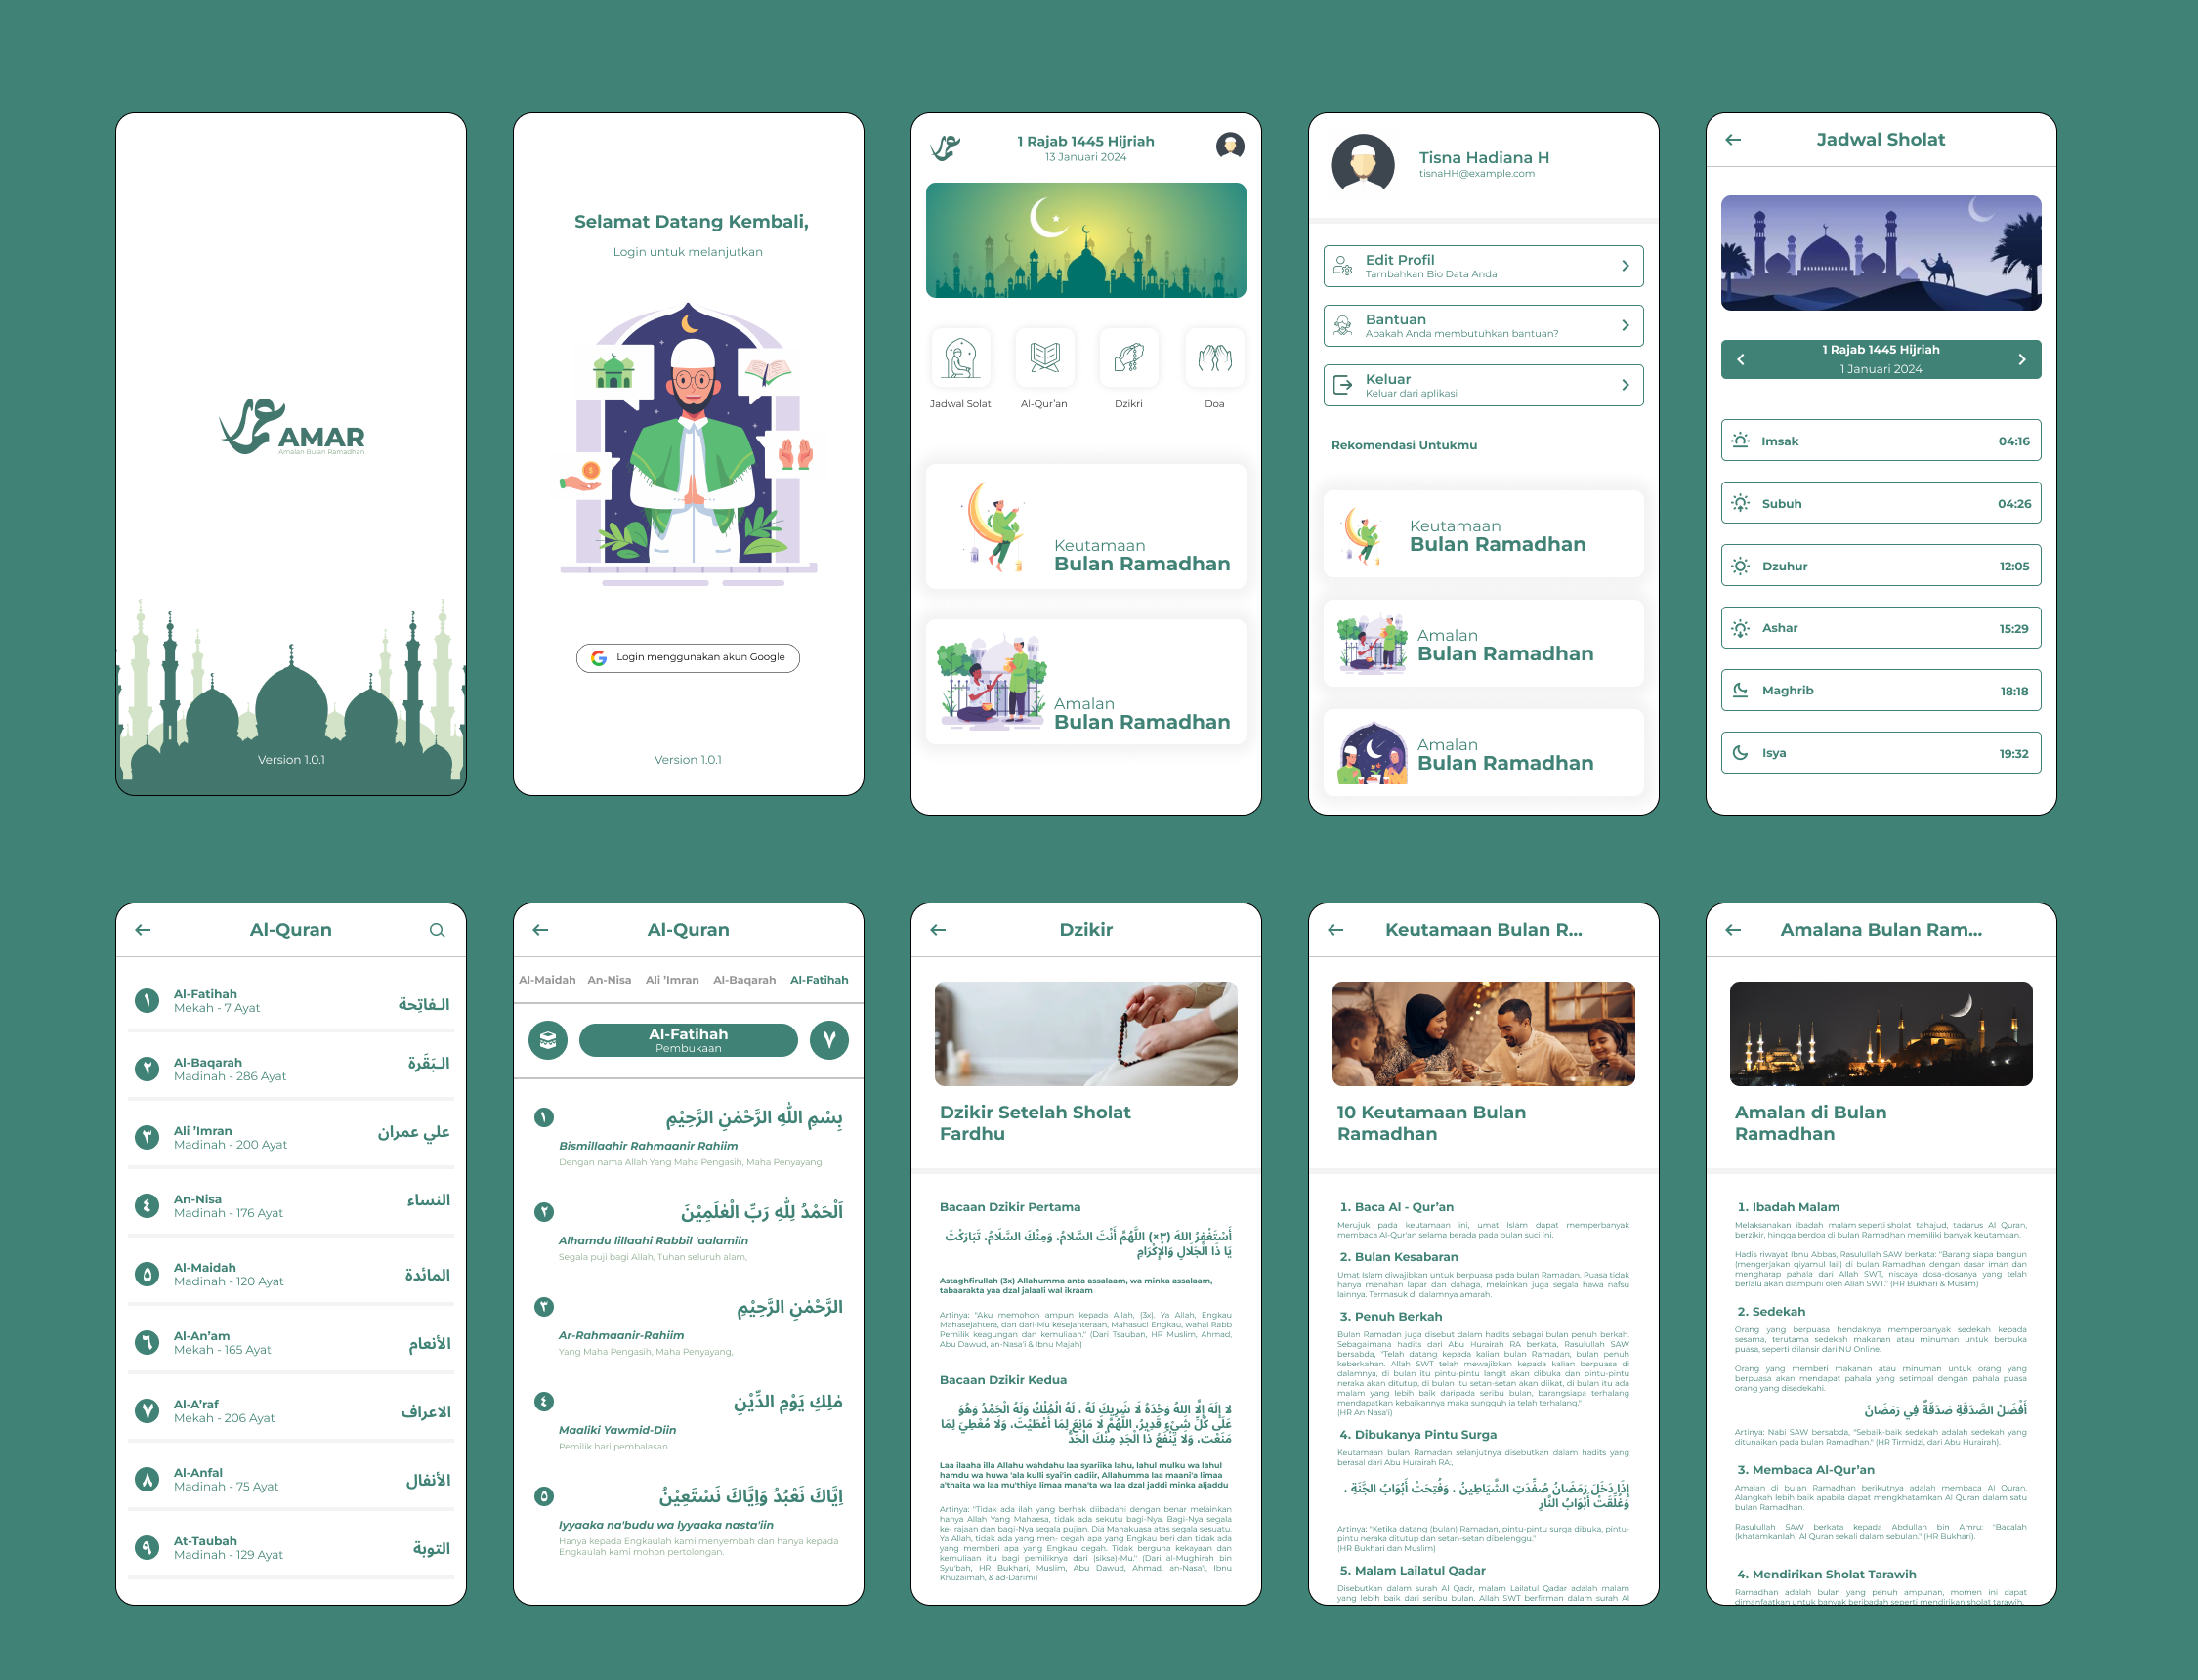 AMAR
Amalan Bulan Ramadhan
Version 1.0.1
Selamat Datang Kembali,
Login untuk melanjutkan
Login menggunakan akun Google
Version 1.0.1
1 Rajab 1445 Hijriah
13 Januari 2024
Jadwal Solat
Al-Qur’an
Dzikri
Doa
Keutamaan
Bulan Ramadhan
Amalan
Bulan Ramadhan
Tisna Hadiana H
tisnaHH@example.com
Edit Profil
Tambahkan Bio Data Anda
Bantuan
Apakah Anda membutuhkan bantuan?
Keluar
Keluar dari aplikasi
Rekomendasi Untukmu
Keutamaan
Bulan Ramadhan
Amalan
Bulan Ramadhan
Amalan
Bulan Ramadhan
Jadwal Sholat
1 Rajab 1445 Hijriah
1 Januari 2024
Imsak 04:16
Subuh 04:26
Dzuhur 12:05
Ashar 15:29
Maghrib 18:18
Isya 19:32
Al-Quran
١ Al-Fatihah الـفاتِحة
Mekah - 7 Ayat
٢ Al-Baqarah الـبَقَرة
Madinah - 286 Ayat
٣ Ali ’Imran علي عمران
Madinah - 200 Ayat
٤ An-Nisa النساء
Madinah - 176 Ayat
٥ Al-Maidah المائدة
Madinah - 120 Ayat
٦ Al-An’am الأنعام
Mekah - 165 Ayat
٧ Al-A’raf الاعراف
Mekah - 206 Ayat
٨ Al-Anfal الأنفال
Madinah - 75 Ayat
٩ At-Taubah التوبة
Madinah - 129 Ayat
Al-Quran
Al-Maidah An-Nisa Ali ’Imran Al-Baqarah Al-Fatihah
Al-Fatihah ٧
Pembukaan
١ بِسْمِ اللّٰهِ الرَّحْمٰنِ الرَّحِيْمِ
Bismillaahir Rahmaanir Rahiim
Dengan nama Allah Yang Maha Pengasih, Maha Penyayang
٢ اَلْحَمْدُ لِلّٰهِ رَبِّ الْعٰلَمِيْنَ
Alhamdu lillaahi Rabbil 'aalamiin
Segala puji bagi Allah, Tuhan seluruh alam,
٣ الرَّحْمٰنِ الرَّحِيْمِ
Ar-Rahmaanir-Rahiim
Yang Maha Pengasih, Maha Penyayang,
٤ مٰلِكِ يَوْمِ الدِّيْنِ
Maaliki Yawmid-Diin
Pemilik hari pembalasan.
٥ اِيَّاكَ نَعْبُدُ وَاِيَّاكَ نَسْتَعِيْنُ
Iyyaaka na'budu wa Iyyaaka nasta'iin
Hanya kepada Engkaulah kami menyembah dan hanya kepada
Engkaulah kami mohon pertolongan.
Dzikir
Dzikir Setelah Sholat
Fardhu
Bacaan Dzikir Pertama
أَسْتَغْفِرُ اللهَ (٣×) اللَّهُمَّ أَنْتَ السَّلامُ، وَمِنْكَ السَّلَامُ، تَبَارَكْتَ
يَا ذَا الْجَلَالِ وَالإِكْرَامِ
Astaghfirullah (3x) Allahumma anta assalaam, wa minka assalaam,
tabaarakta yaa dzal jalaali wal ikraam
Artinya: "Aku memohon ampun kepada Allah, (3x). Ya Allah, Engkau
Mahasejahtera, dan dari-Mu kesejahteraan, Mahasuci Engkau, wahai Rabb
Pemilik keagungan dan kemuliaan." (Dari Tsauban, HR Muslim, Ahmad,
Abu Dawud, an-Nasa'i & Ibnu Majah)
Bacaan Dzikir Kedua
لا إِلَهَ إِلَّا اللهُ وَحْدَهُ لَا شَرِيكَ لَهُ ، لَهُ الْمُلْكُ وَلَهُ الْحَمْدُ وَهُوَ
عَلَى كُلِّ شَيْءٍ قَدِيرٌ، اللَّهُمَّ لَا مَانِعَ لِمَا أَعْطَيْتَ، وَلَا مُعْطِيَ لِمَا
مَنَعْتَ، وَلَا يَنْفَعُ ذَا الْجَدِ مِنْكَ الْجَدُّ
Laa ilaaha illa Allahu wahdahu laa syariika lahu, lahul mulku wa lahul
hamdu wa huwa 'ala kulli syai'in qadiir, Allahumma laa maani'a limaa
a'thaita wa laa mu'thiya limaa mana'ta wa laa dzal jaddi minka aljaddu
Artinya: "Tidak ada ilah yang berhak diibadahi dengan benar melainkan
hanya Allah Yang Mahaesa, tidak ada sekutu bagi-Nya. Bagi-Nya segala
ke- rajaan dan bagi-Nya segala pujian. Dia Mahakuasa atas segala sesuatu.
Ya Allah, tidak ada yang men- cegah apa yang Engkau beri dan tidak ada
yang memberi apa yang Engkau cegah. Tidak berguna kekayaan dan
kemuliaan itu bagi pemiliknya dari (siksa)-Mu." (Dari al-Mughirah bin
Syu'bah, HR Bukhari, Muslim, Abu Dawud, Ahmad, an-Nasa'i, Ibnu
Khuzaimah, & ad-Darimi)
Keutamaan Bulan R...
10 Keutamaan Bulan
Ramadhan
1. Baca Al - Qur’an
Merujuk pada keutamaan ini, umat Islam dapat memperbanyak
membaca Al-Qur'an selama berada pada bulan suci ini.
2. Bulan Kesabaran
Umat Islam diwajibkan untuk berpuasa pada bulan Ramadan. Puasa tidak
hanya menahan lapar dan dahaga, melainkan juga segala hawa nafsu
lainnya. Termasuk di dalamnya amarah.
3. Penuh Berkah
Bulan Ramadan juga disebut dalam hadits sebagai bulan penuh berkah.
Sebagaimana hadits dari Abu Hurairah RA berkata, Rasulullah SAW
bersabda, "Telah datang kepada kalian bulan Ramadan, bulan penuh
keberkahan. Allah SWT telah mewajibkan kepada kalian berpuasa di
dalamnya, di bulan itu pintu-pintu langit akan dibuka dan pintu-pintu
neraka akan ditutup, di bulan itu setan-setan akan diikat, di bulan itu ada
malam yang lebih baik daripada seribu bulan, barangsiapa terhalang
mendapatkan kebaikannya maka sungguh ia telah terhalang."
(HR An Nasa'i)
4. Dibukanya Pintu Surga
Keutamaan bulan Ramadan selanjutnya disebutkan dalam hadits yang
berasal dari Abu Hurairah RA:,
إِذَا دَخَلَ رَمَضَانُ صُفِّدَتِ الشَّيَاطِينُ ، وَفُتِحَتْ أَبْوَابُ الجَنَّةِ ،
وَغُلِّقَتْ أَبْوَابُ النَّارِ
Artinya: "Ketika datang (bulan) Ramadan, pintu-pintu surga dibuka, pintu-
pintu neraka ditutup dan setan-setan dibelenggu."
(HR Bukhari dan Muslim)
5. Malam Lailatul Qadar
Disebutkan dalam surah Al Qadr, malam Lailatul Qadar adalah malam
yang lebih baik dari seribu bulan. Allah SWT berfirman dalam surah Al
Amalana Bulan Ram...
Amalan di Bulan
Ramadhan
1. Ibadah Malam
Melaksanakan ibadah malam seperti sholat tahajud, tadarus Al Quran,
berzikir, hingga berdoa di bulan Ramadhan memiliki banyak keutamaan.
Hadis riwayat Ibnu Abbas, Rasulullah SAW berkata: "Barang siapa bangun
(mengerjakan qiyamul lail) di bulan Ramadhan dengan dasar iman dan
mengharap pahala dari Allah SWT, niscaya dosa-dosanya yang telah
berlalu akan diampuni oleh Allah SWT." (HR Bukhari & Muslim)
2. Sedekah
Orang yang berpuasa hendaknya memperbanyak sedekah kepada
sesama, terutama sedekah makanan atau minuman untuk berbuka
puasa, seperti dilansir dari NU Online.
Orang yang memberi makanan atau minuman untuk orang yang
berpuasa akan mendapat pahala yang setimpal dengan pahala puasa
orang yang disedekahi.
أَفْضَلُ الصَّدَقَةِ صَدَقَةٌ فِي رَمَضَانَ
Artinya: Nabi SAW bersabda, "Sebaik-baik sedekah adalah sedekah yang
ditunaikan pada bulan Ramadhan." (HR Tirmidzi, dari Abu Hurairah).
3. Membaca Al-Qur’an
Amalan di bulan Ramadhan berikutnya adalah membaca Al Quran.
Alangkah lebih baik apabila dapat mengkhatamkan Al Quran dalam satu
bulan Ramadhan.
Rasulullah SAW berkata kepada Abdullah bin Amru: "Bacalah
(khatamkanlah) Al Quran sekali dalam sebulan." (HR Bukhari).
4. Mendirikan Sholat Tarawih
Ramadhan adalah bulan yang penuh ampunan, momen ini dapat
dimanfaatkan untuk banyak beribadah seperti mendirikan sholat tarawih.